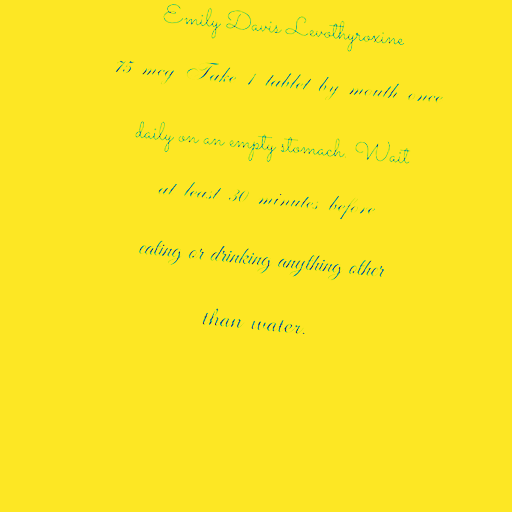 Emily Davis Levothyroxine
75 mcg Take 1 tablet by mouth once
daily on an empty stomach. Wait
at least 30 minutes before
eating or drinking anything other
than water.